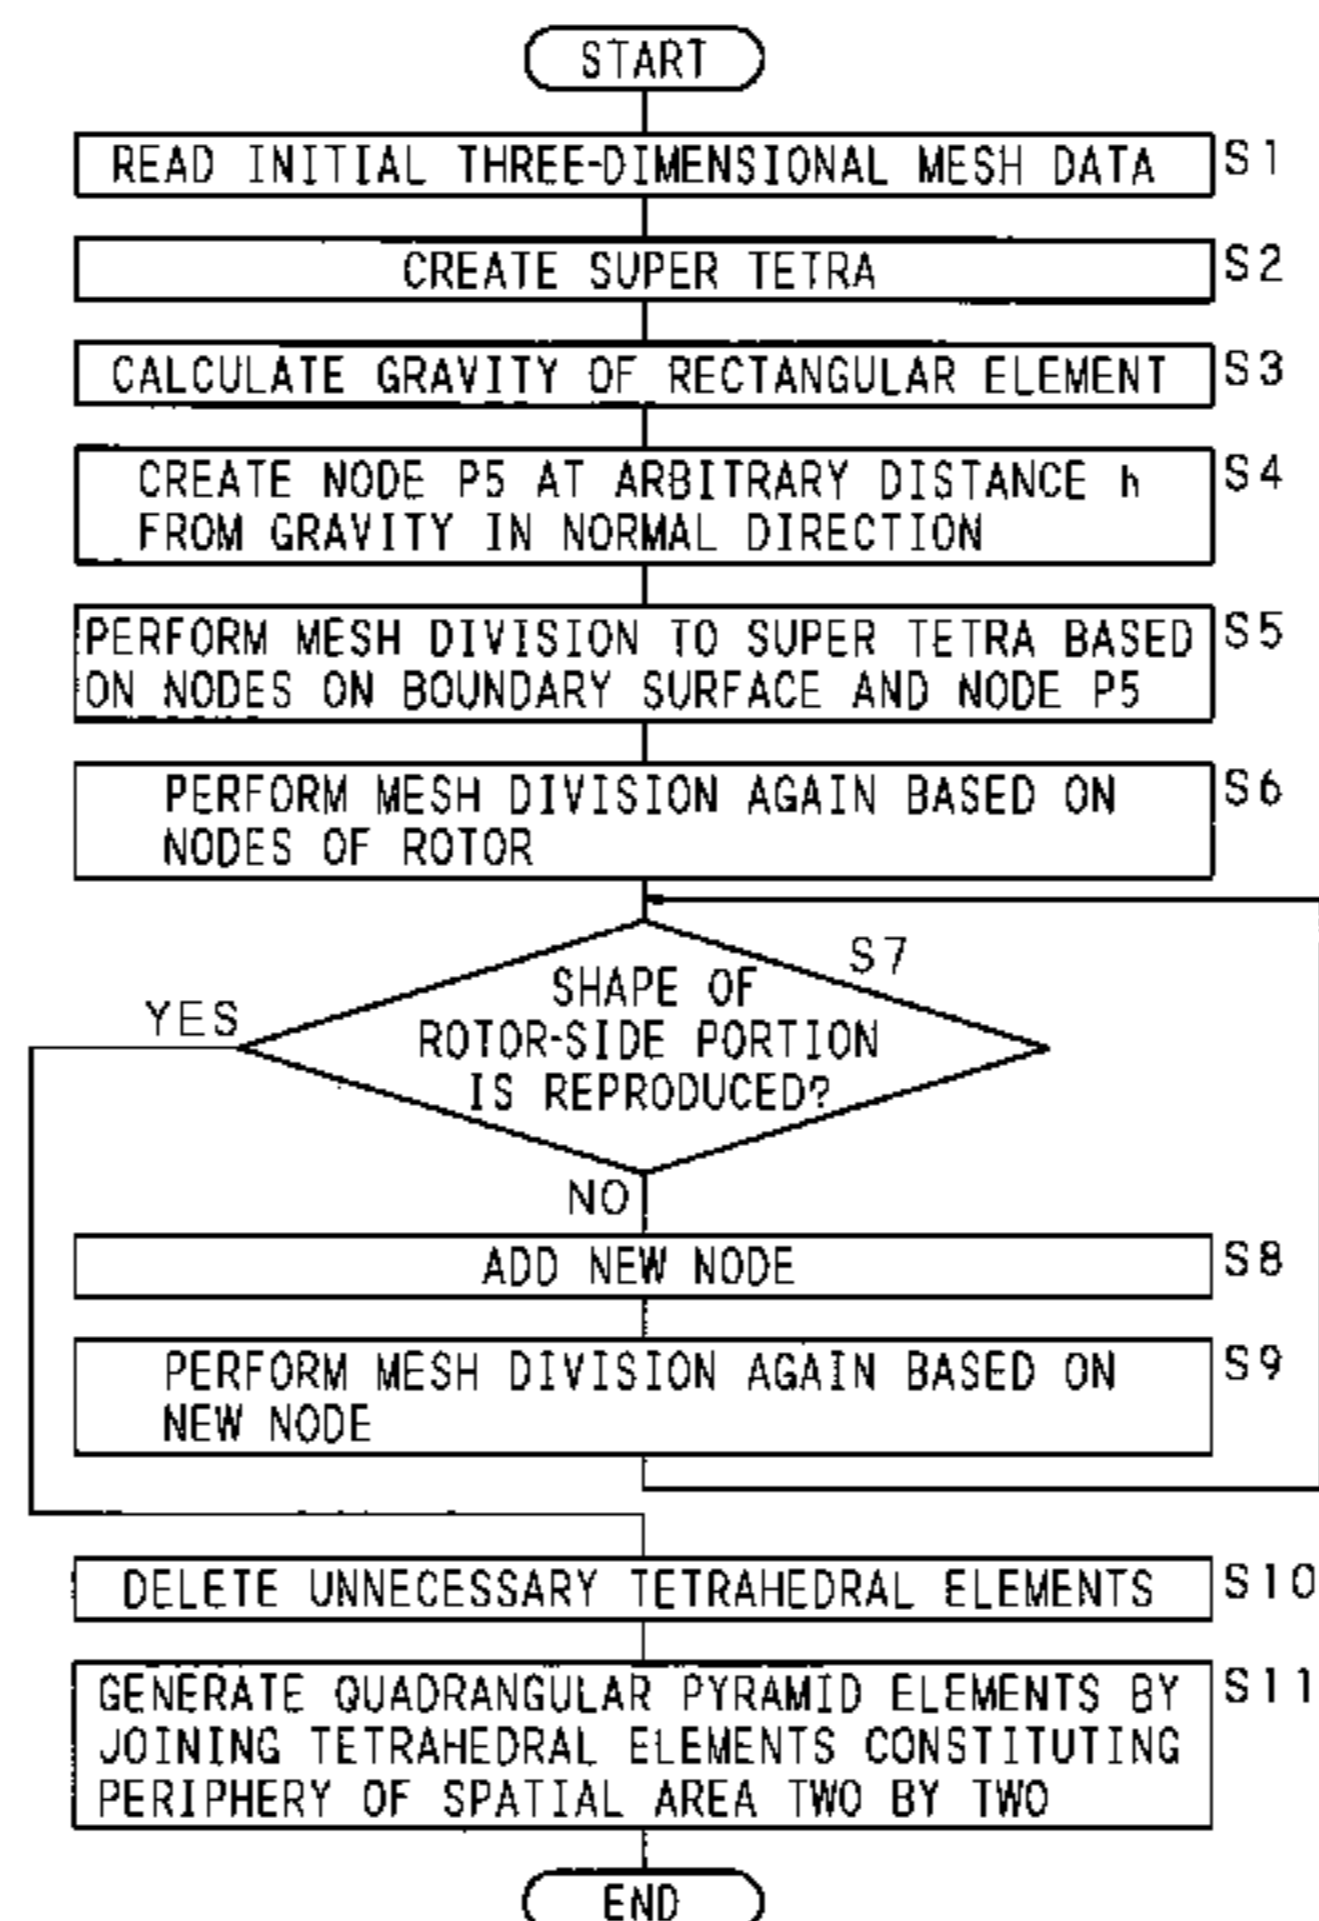 START
READ INITIAL THREE-DIMENSIONAL MESH DATA S1
CREATE SUPER TETRA S2
CALCULATE GRAVITY OF RECTANGULAR ELEMENT S3
CREATE NODE P5 AT ARBITRARY DISTANCE h S4
FROM GRAVITY IN NORMAL DIRECTION
PERFORM MESH DIVISION TO SUPER TETRA BASED S5
ON NODES ON BOUNDARY SURFACE AND NODE P5
PERFORM MESH DIVISION AGAIN BASED ON S6
NODES OF ROTOR
S7
SHAPE OF
YES
ROTOR-SIDE PORTION
IS REPRODUCED?
NO
ADD NEW NODE S8
PERFORM MESH DIVISION AGAIN BASED ON S9
NEW NODE
DELETE UNNECESSARY TETRAHEDRAL ELEMENTS S10
GENERATE QUADRANGULAR PYRAMID ELEMENTS BY S11
JOINING TETRAHEDRAL ELEMENTS CONSTITUTING
PERIPHERY OF SPATIAL AREA TWO BY TWO
END